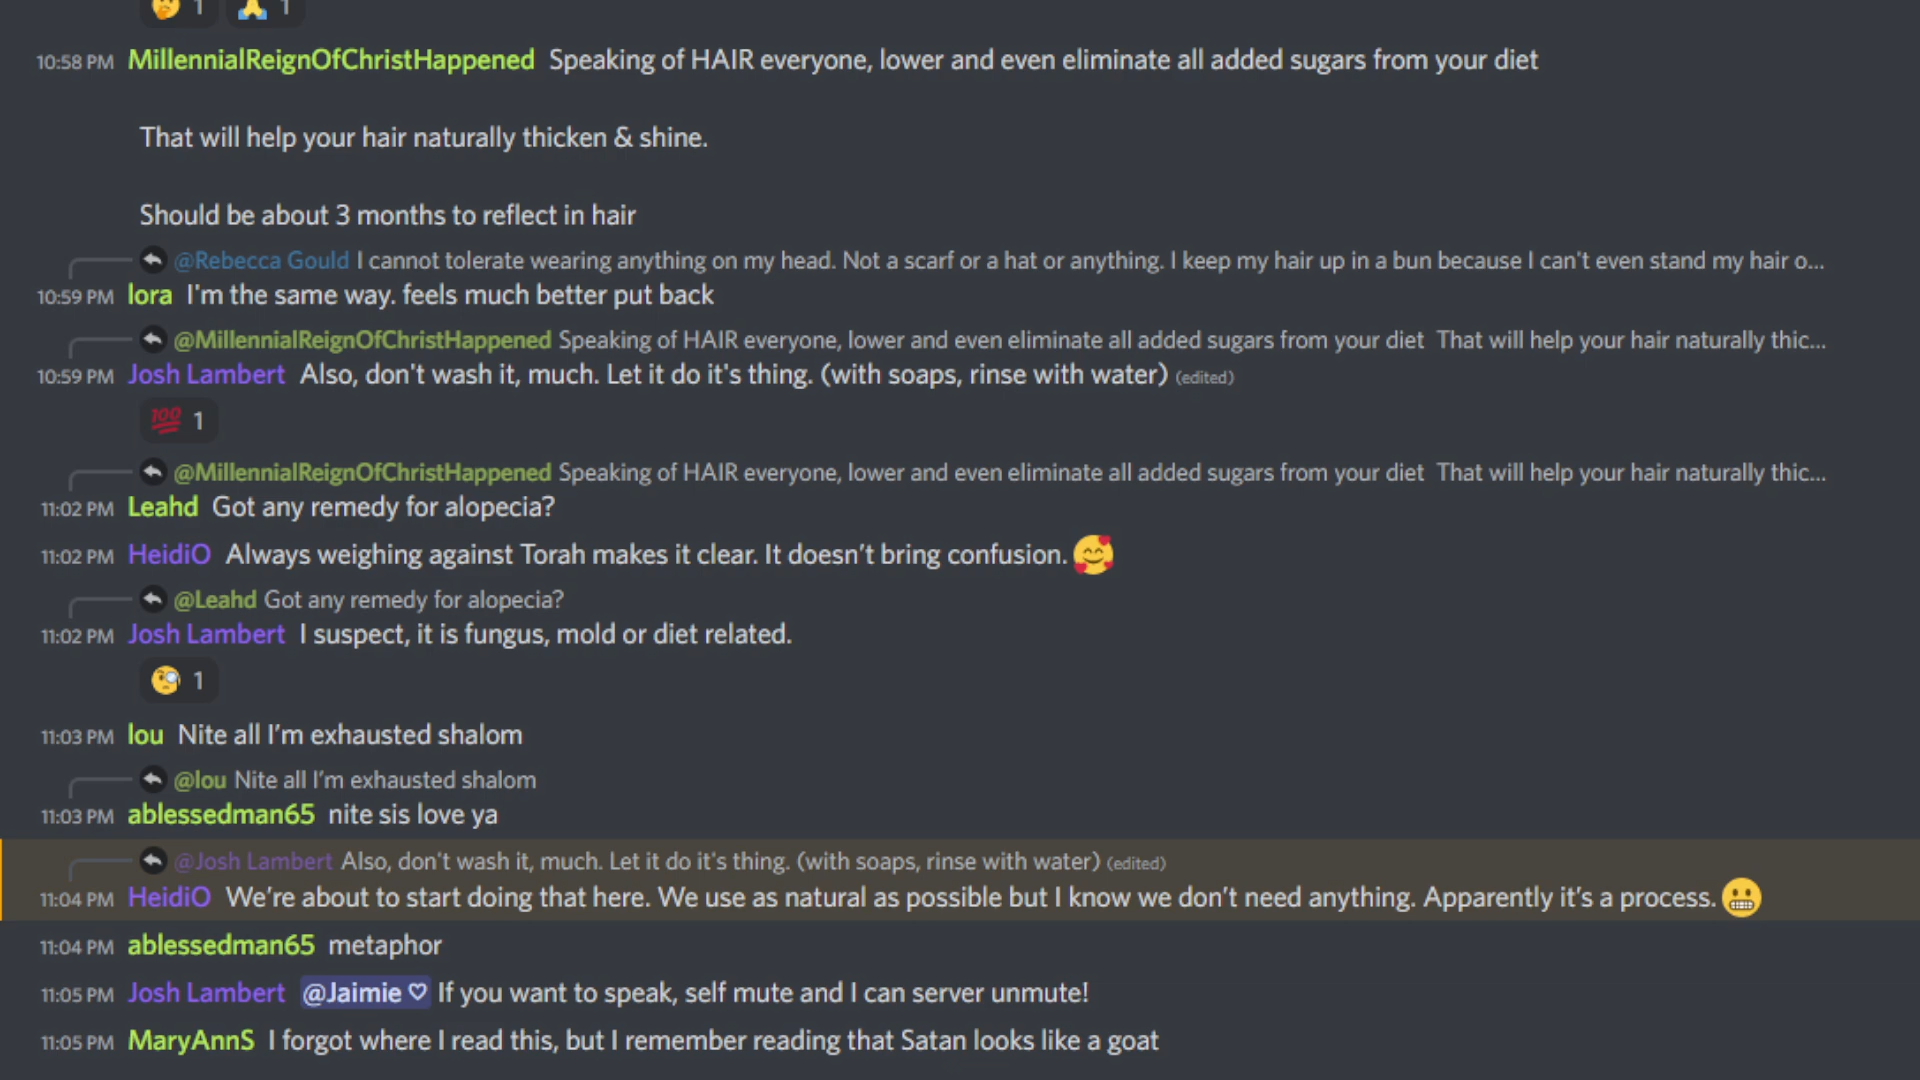 1 1
10:58 PM MillennialReignOfChristHappened Speaking of HAIR everyone, lower and even eliminate all added sugars from your diet
That will help your hair naturally thicken & shine.
Should be about 3 months to reflect in hair
@Rebecca Gould I cannot tolerate wearing anything on my head. Not a scarf or a hat or anything. I keep my hair up in a bun because I can't even stand my hair o...
10:59 PM lora I'm the same way. feels much better put back
@MillennialReignOfChristHappened Speaking of HAIR everyone, lower and even eliminate all added sugars from your diet That will help your hair naturally thic...
10:59 PM Josh Lambert Also, don't wash it, much. Let it do it's thing. (with soaps, rinse with water) (edited)
💯 1
@MillennialReignOfChristHappened Speaking of HAIR everyone, lower and even eliminate all added sugars from your diet That will help your hair naturally thic...
11:02 PM Leahd Got any remedy for alopecia?
11:02 PM HeidiO Always weighing against Torah makes it clear. It doesn’t bring confusion. 🥰
@Leahd Got any remedy for alopecia?
11:02 PM Josh Lambert I suspect, it is fungus, mold or diet related.
🧐 1
11:03 PM lou Nite all I’m exhausted shalom
@lou Nite all I’m exhausted shalom
11:03 PM ablessedman65 nite sis love ya
@Josh Lambert Also, don't wash it, much. Let it do it's thing. (with soaps, rinse with water) (edited)
11:04 PM HeidiO We’re about to start doing that here. We use as natural as possible but I know we don’t need anything. Apparently it’s a process. 😬
11:04 PM ablessedman65 metaphor
11:05 PM Josh Lambert @Jaimie ♡ If you want to speak, self mute and I can server unmute!
11:05 PM MaryAnnS I forgot where I read this, but I remember reading that Satan looks like a goat